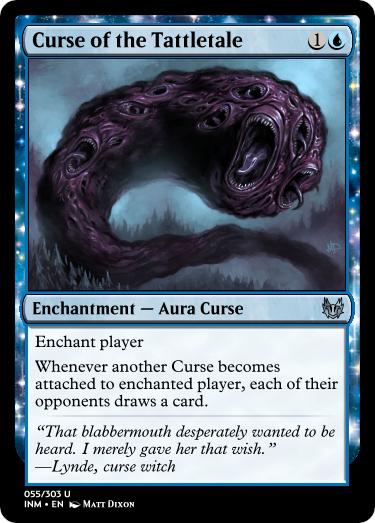 Curse of the Tattletale 1
Enchantment — Aura Curse
Enchant player
Whenever another Curse becomes
attached to enchanted player, each of their
opponents draws a card.
“That blabbermouth desperately wanted to be
heard. I merely gave her that wish.”
—Lynde, curse witch
055/303 U
INM • EN Matt Dixon